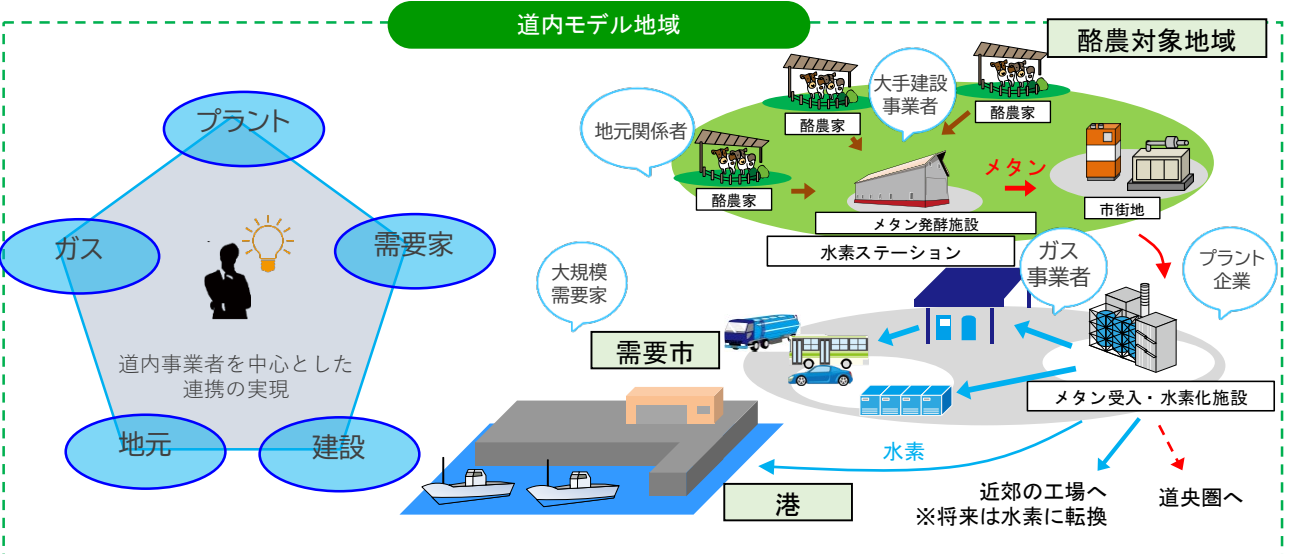 道内モデル地域
酪農対象地域
プラント
ガス
需要家
道内事業者を中心とした
連携の実現
地元
建設
地元関係者
大手建設
事業者
酪農家
酪農家
酪農家
メタン
メタン発酵施設
市街地
水素ステーション
ガス
事業者
プラント
企業
大規模
需要家
需要市
メタン受入・水素化施設
水素
港
近郊の工場へ
※将来は水素に転換
道央圏へ